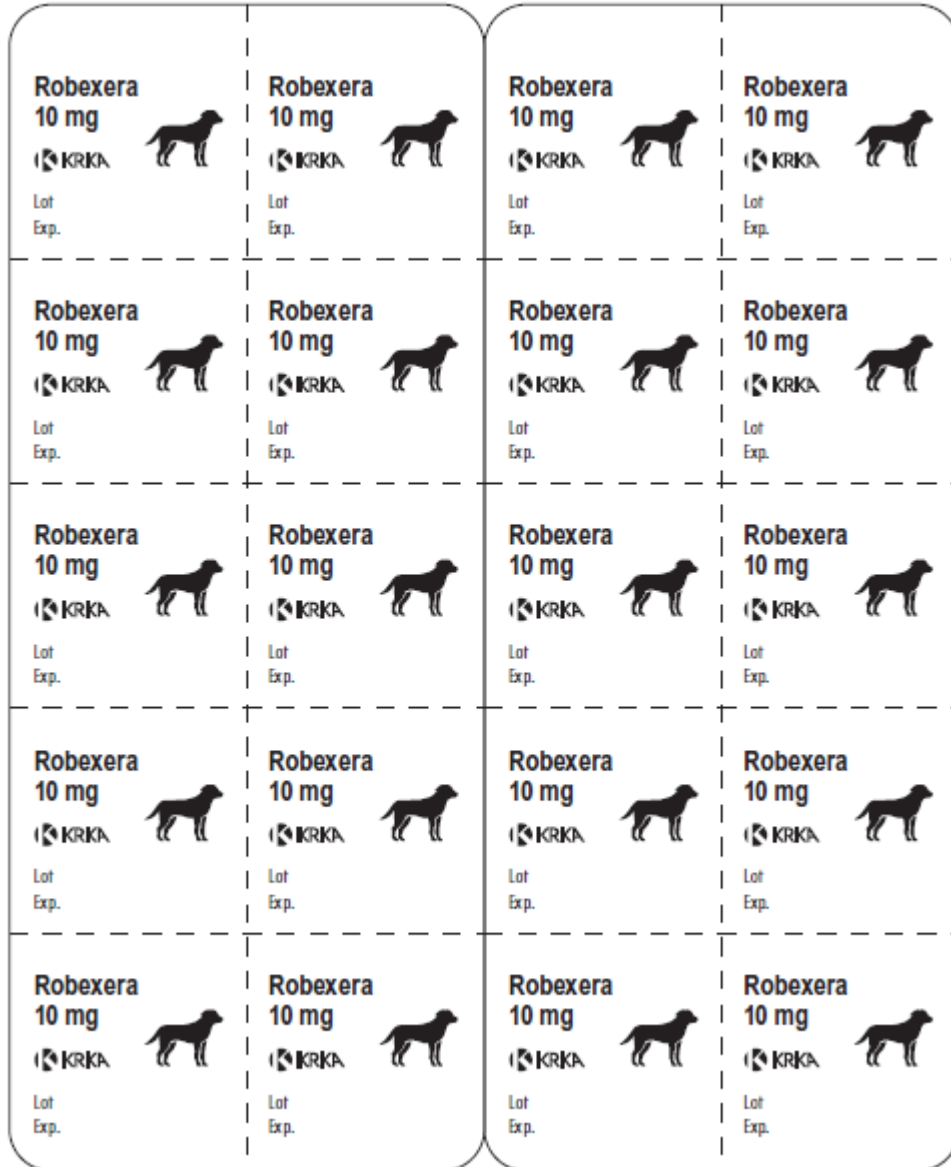 Robexera
10 mg
KRKA
Lot
Exp.
Robexera
10 mg
KRKA
Lot
Exp.
Robexera
10 mg
KRKA
Lot
Exp.
Robexera
10 mg
KRKA
Lot
Exp.
Robexera
10 mg
KRKA
Lot
Exp.
Robexera
10 mg
KRKA
Lot
Exp.
Robexera
10 mg
KRKA
Lot
Exp.
Robexera
10 mg
KRKA
Lot
Exp.
Robexera
10 mg
KRKA
Lot
Exp.
Robexera
10 mg
KRKA
Lot
Exp.
Robexera
10 mg
KRKA
Lot
Exp.
Robexera
10 mg
KRKA
Lot
Exp.
Robexera
10 mg
KRKA
Lot
Exp.
Robexera
10 mg
KRKA
Lot
Exp.
Robexera
10 mg
KRKA
Lot
Exp.
Robexera
10 mg
KRKA
Lot
Exp.
Robexera
10 mg
KRKA
Lot
Exp.
Robexera
10 mg
KRKA
Lot
Exp.
Robexera
10 mg
KRKA
Lot
Exp.
Robexera
10 mg
KRKA
Lot
Exp.